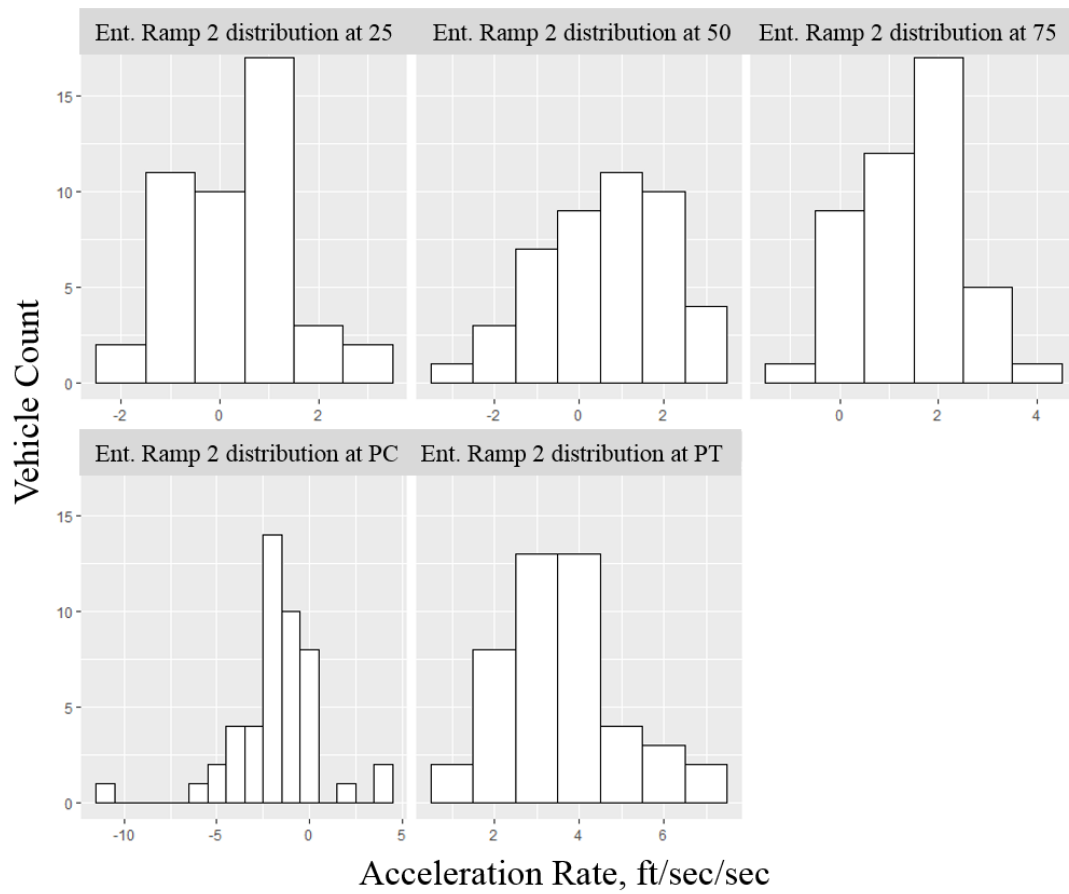 Ent. Ramp 2 distribution at 25
Ent. Ramp 2 distribution at 50
Ent. Ramp 2 distribution at 75
15
10
5
0
-2 0 2
-2 0 2
0 2 4
Vehicle Count
Ent. Ramp 2 distribution at PC
Ent. Ramp 2 distribution at PT
15
10
5
0
-10 -5 0 5
2 4 6
Acceleration Rate, ft/sec/sec